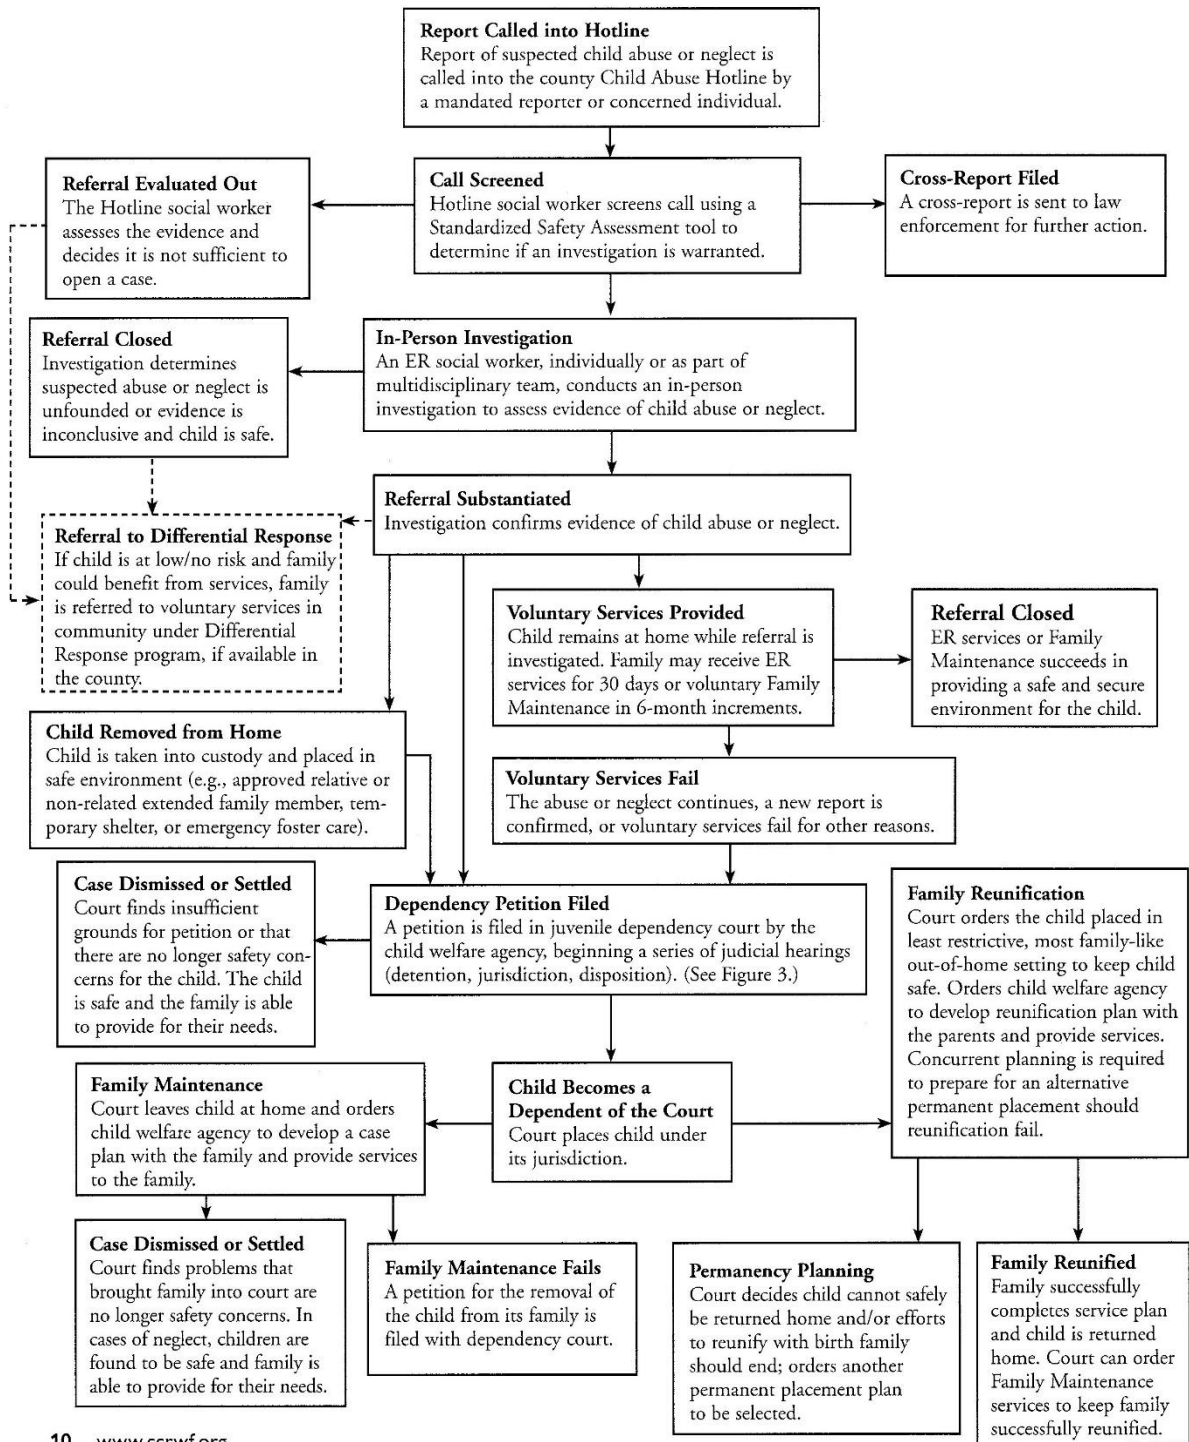 Report Called into Hotline
Report of suspected child abuse or neglect is
called into the county Child Abuse Hotline by
a mandated reporter or concerned individual.
Referral Evaluated Out
The Hotline social worker
assesses the evidence and
decides it is not sufficient to
open a case.
Call Screened
Hotline social worker screens call using a
Standardized Safety Assessment tool to
determine if an investigation is warranted.
Cross-Report Filed
A cross-report is sent to law
enforcement for further action.
Referral Closed
Investigation determines
suspected abuse or neglect is
unfounded or evidence is
inconclusive and child is safe.
In-Person Investigation
An ER social worker, individually or as part of
multidisciplinary team, conducts an in-person
investigation to assess evidence of child abuse or neglect.
Referral Substantiated
Investigation confirms evidence of child abuse or neglect.
Referral to Differential Response
If child is at low/no risk and family
could benefit from services, family
is referred to voluntary services in
community under Differential
Response program, if available in
the county.
Voluntary Services Provided
Child remains at home while referral is
investigated. Family may receive ER
services for 30 days or voluntary Family
Maintenance in 6-month increments.
Referral Closed
ER services or Family
Maintenance succeeds in
providing a safe and secure
environment for the child.
Child Removed from Home
Child is taken into custody and placed in
safe environment (e.g., approved relative or
non-related extended family member, tem-
porary shelter, or emergency foster care).
Voluntary Services Fail
The abuse or neglect continues, a new report is
confirmed, or voluntary services fail for other reasons.
Case Dismissed or Settled
Court finds insufficient
grounds for petition or that
there are no longer safety con-
cerns for the child. The child
is safe and the family is able
to provide for their needs.
Dependency Petition Filed
A petition is filed in juvenile dependency court by the
child welfare agency, beginning a series of judicial hearings
(detention, jurisdiction, disposition). (See Figure 3.)
Family Reunification
Court orders the child placed in
least restrictive, most family-like
out-of-home setting to keep child
safe. Orders child welfare agency
to develop reunification plan with
the parents and provide services.
Concurrent planning is required
to prepare for an alternative
permanent placement should
reunification fail.
Family Maintenance
Court leaves child at home and orders
child welfare agency to develop a case
plan with the family and provide services
to the family.
Child Becomes a
Dependent of the Court
Court places child under
its jurisdiction.
Case Dismissed or Settled
Court finds problems that
brought family into court are
no longer safety concerns. In
cases of neglect, children are
found to be safe and family is
able to provide for their needs.
Family Maintenance Fails
A petition for the removal of
the child from its family is
filed with dependency court.
Permanency Planning
Court decides child cannot safely
be returned home and/or efforts
to reunify with birth family
should end; orders another
permanent placement plan
to be selected.
Family Reunified
Family successfully
completes service plan
and child is returned
home. Court can order
Family Maintenance
services to keep family
successfully reunified.
10